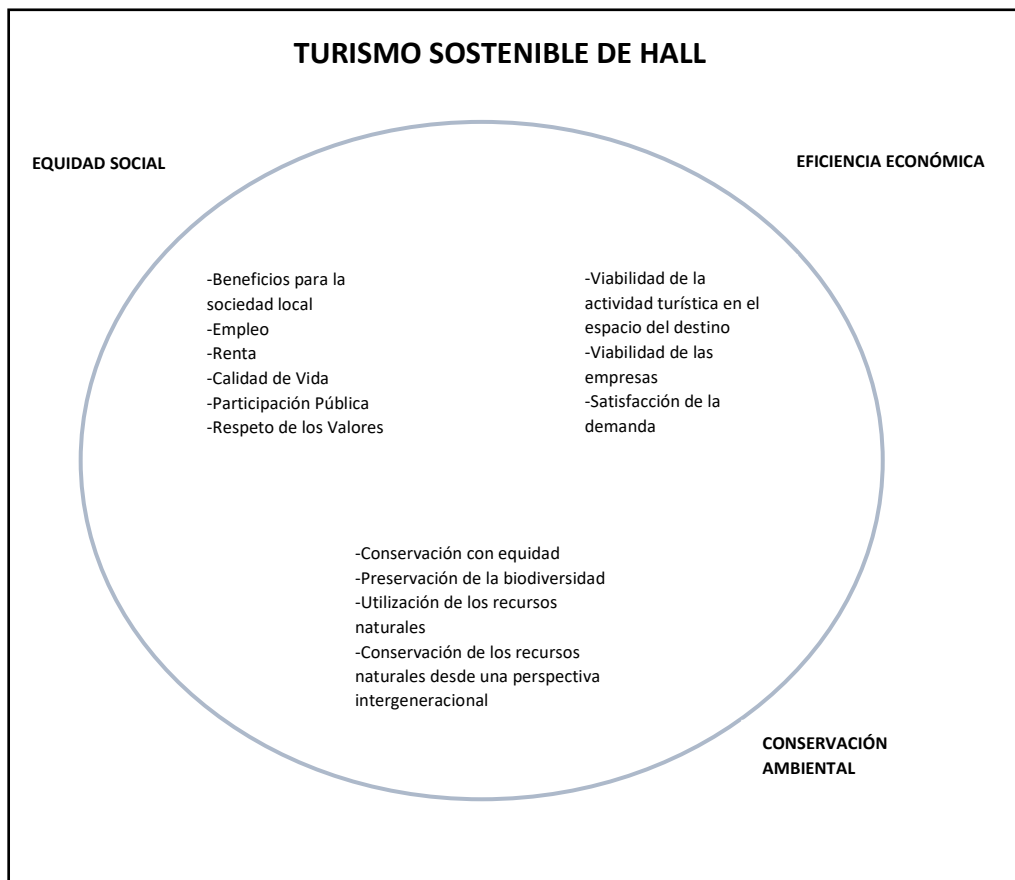 TURISMO SOSTENIBLE DE HALL
EQUIDAD SOCIAL
EFICIENCIA ECONÓMICA
-Beneficios para la
sociedad local
-Empleo
-Renta
-Calidad de Vida
-Participación Pública
-Respeto de los Valores
-Viabilidad de la
actividad turística en el
espacio del destino
-Viabilidad de las
empresas
-Satisfacción de la
demanda
-Conservación con equidad
-Preservación de la biodiversidad
-Utilización de los recursos
naturales
-Conservación de los recursos
naturales desde una perspectiva
intergeneracional
CONSERVACIÓN
AMBIENTAL